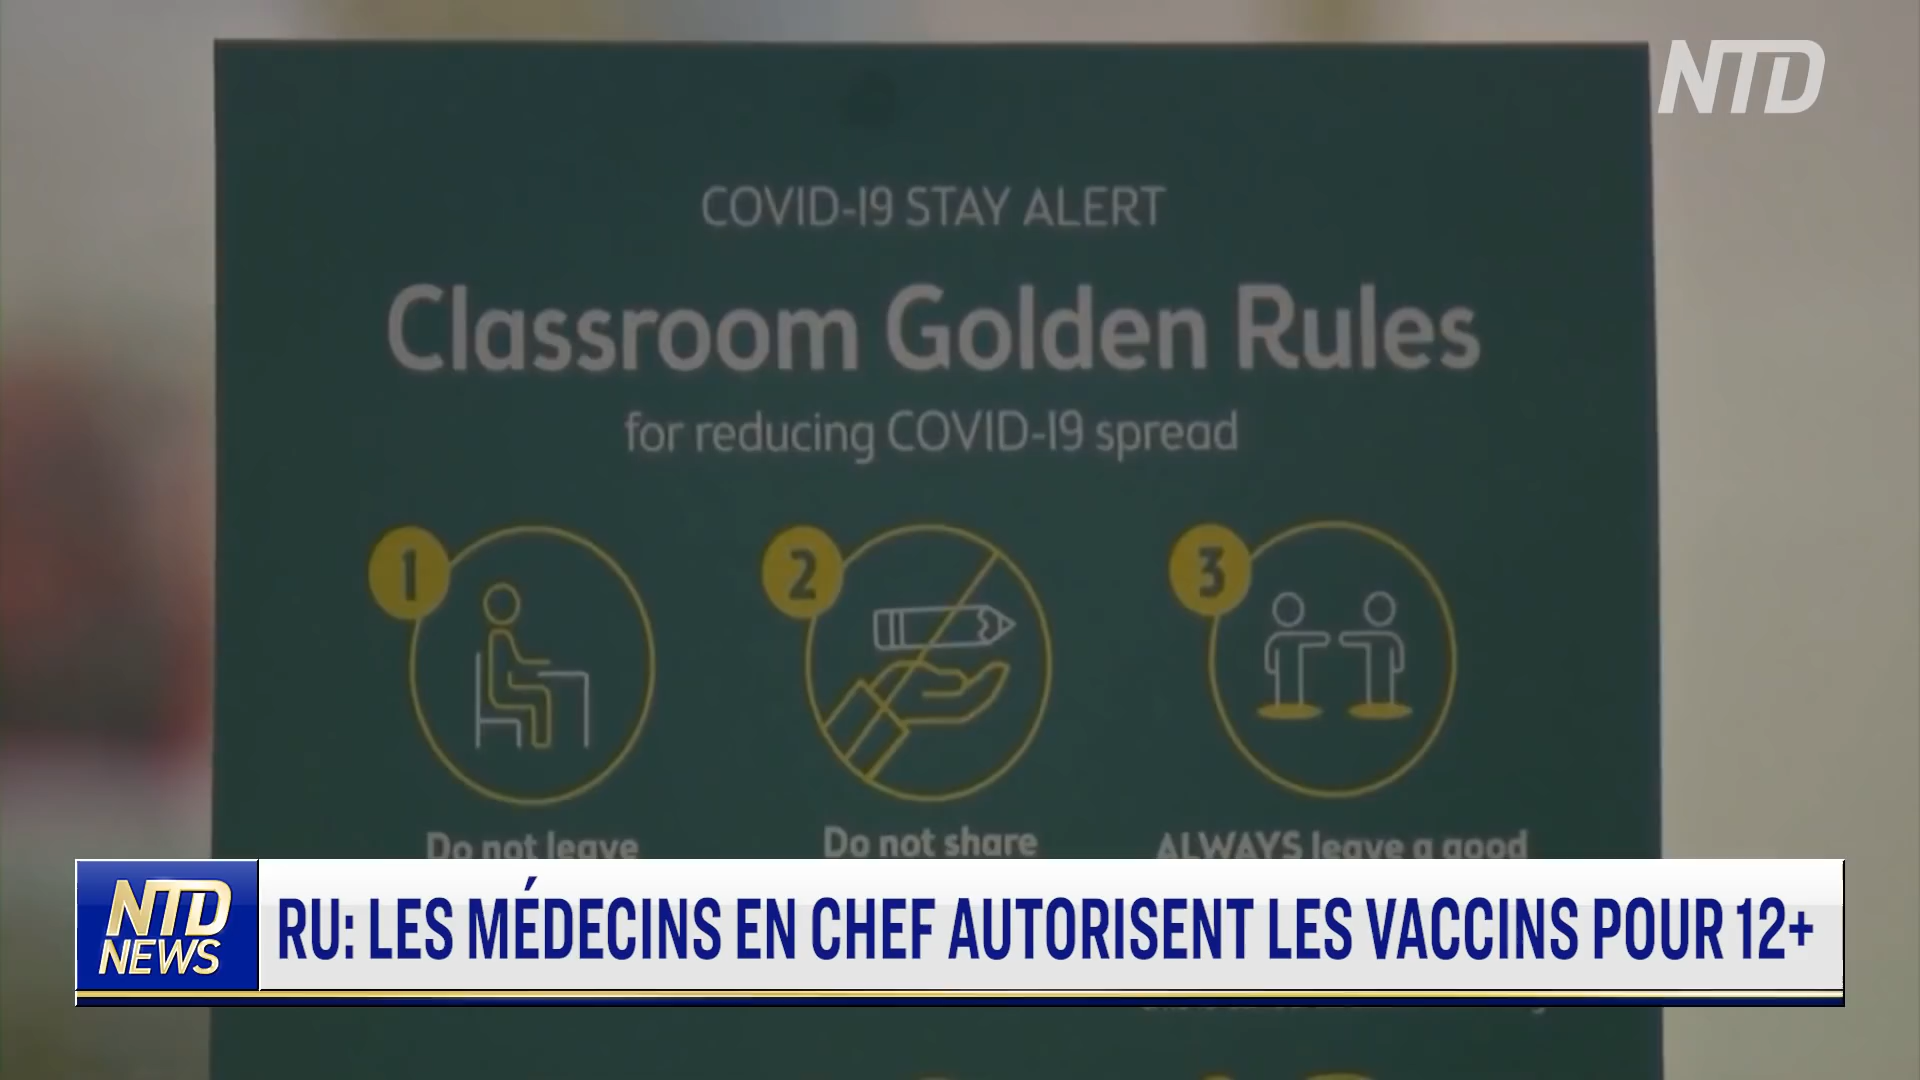 NTD
COVID-19 STAY ALERT
Classroom Golden Rules
for reducing COVID-19 spread
1 2 3
Do not leave
Do not share
ALWAYS leave a good
NTD NEWS
RU: LES MÉDECINS EN CHEF AUTORISENT LES VACCINS POUR 12+